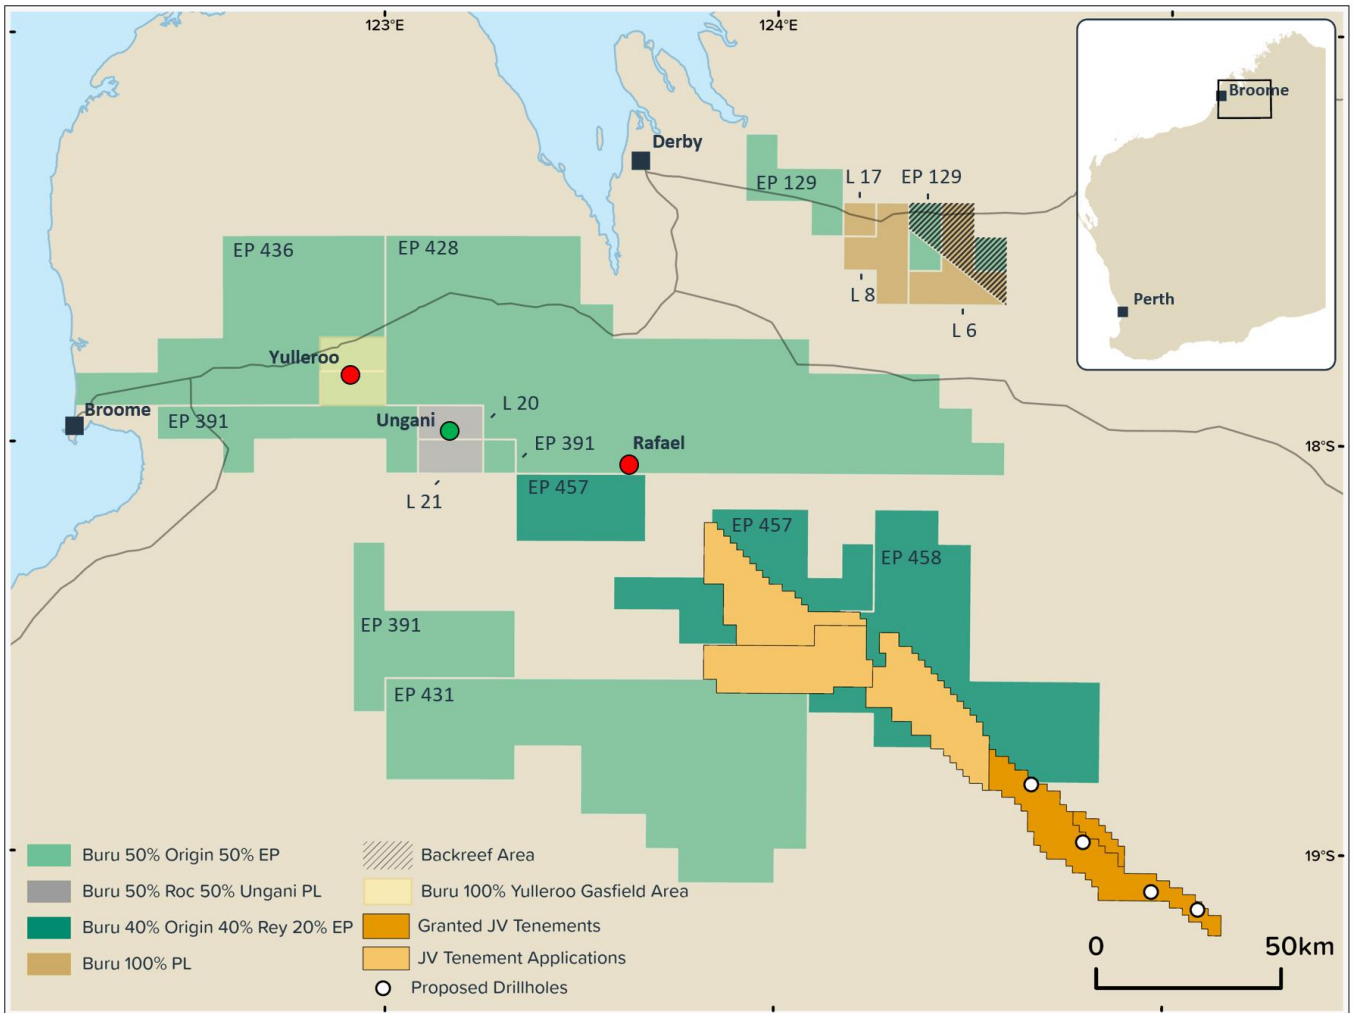 123°E
124°E
Broome
Derby
EP 129
L 17
EP 129
EP 436
EP 428
L 8
Perth
L 6
Yulleroo
Broome
EP 391
Ungani
L 20
EP 391
Rafael
18°S
L 21
EP 457
EP 457
EP 458
EP 391
EP 431
Buru 50% Origin 50% EP
Buru 50% Roc 50% Ungani PL
Buru 40% Origin 40% Rey 20% EP
Buru 100% PL
Backreef Area
Buru 100% Yulleroo Gasfield Area
Granted JV Tenements
JV Tenement Applications
Proposed Drillholes
19°S
0 50km